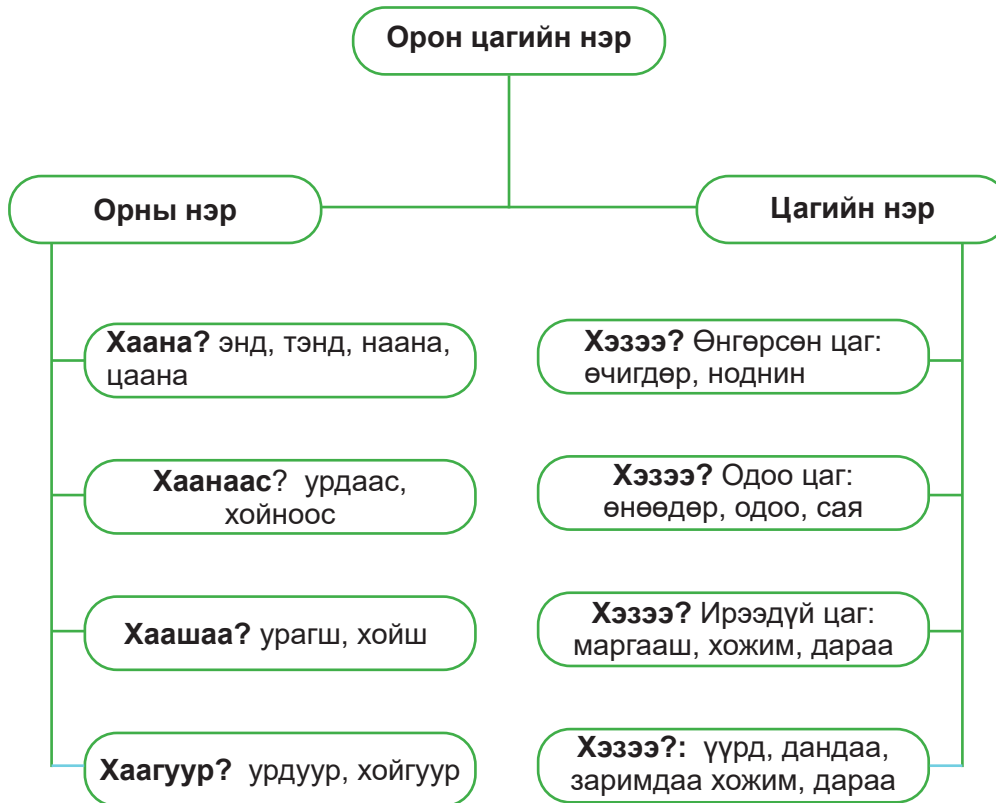 Орон цагийн нэр
Орны нэр
Цагийн нэр
Хаана? энд, тэнд, наана,
цаана
Хаанаас? урдаас,
хойноос
Хаашаа? урагш, хойш
Хаагуур? урдуур, хойгуур
Хэзээ? Өнгөрсөн цаг:
өчигдөр, ноднин
Хэзээ? Одоо цаг:
өнөөдөр, одоо, сая
Хэзээ? Ирээдүй цаг:
маргааш, хожим, дараа
Хэзээ?: үүрд, дандаа,
заримдаа хожим, дараа